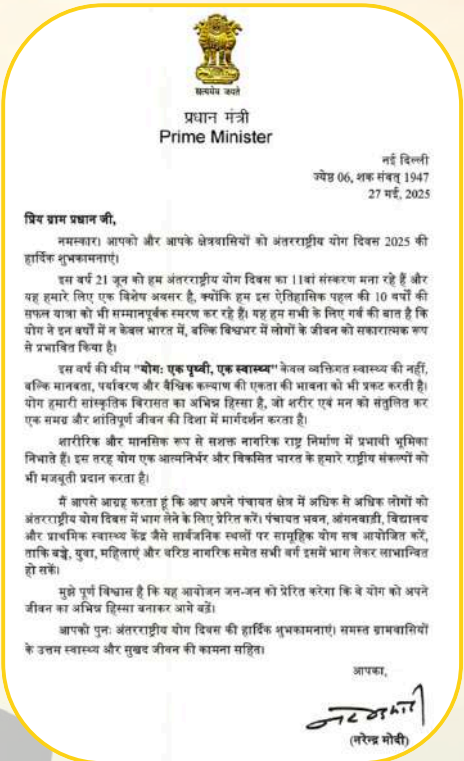 सत्यमेव जयते
प्रधान मंत्री
Prime Minister
नई दिल्ली
ज्येष्ठ 06, शक संवत् 1947
27 मई, 2025
प्रिय ग्राम प्रधान जी,
नमस्कार। आपको और आपके क्षेत्रवासियों को अंतरराष्ट्रीय योग दिवस 2025 की
हार्दिक शुभकामनाएं।
इस वर्ष 21 जून को हम अंतरराष्ट्रीय योग दिवस का 11वां संस्करण मना रहे हैं और
यह हमारे लिए एक विशेष अवसर है, क्योंकि हम इस ऐतिहासिक पहल की 10 वर्षों की
सफल यात्रा को भी सम्मानपूर्वक स्मरण कर रहे हैं। यह हम सभी के लिए गर्व की बात है कि
योग ने इन वर्षों में न केवल भारत में, बल्कि विश्वभर में लोगों के जीवन को सकारात्मक रूप
से प्रभावित किया है।
इस वर्ष की थीम "योग: एक पृथ्वी, एक स्वास्थ्य" केवल व्यक्तिगत स्वास्थ्य की नहीं,
बल्कि मानवता, पर्यावरण और वैश्विक कल्याण की एकता की भावना को भी प्रकट करती है।
योग हमारी सांस्कृतिक विरासत का अभिन्न हिस्सा है, जो शरीर एवं मन को संतुलित कर
एक समग्र और शांतिपूर्ण जीवन की दिशा में मार्गदर्शन करता है।
शारीरिक और मानसिक रूप से सशक्त नागरिक राष्ट्र निर्माण में प्रभावी भूमिका
निभाते हैं। इस तरह योग एक आत्मनिर्भर और विकसित भारत के हमारे राष्ट्रीय संकल्पों को
भी मजबूती प्रदान करता है।
मैं आपसे आग्रह करता हूं कि आप अपने पंचायत क्षेत्र में अधिक से अधिक लोगों को
अंतरराष्ट्रीय योग दिवस में भाग लेने के लिए प्रेरित करें। पंचायत भवन, आंगनवाड़ी, विद्यालय
और प्राथमिक स्वास्थ्य केंद्र जैसे सार्वजनिक स्थलों पर सामूहिक योग सत्र आयोजित करें,
ताकि बच्चे, युवा, महिलाएं और वरिष्ठ नागरिक समेत सभी वर्ग इसमें भाग लेकर लाभान्वित
हो सकें।
मुझे पूर्ण विश्वास है कि यह आयोजन जन-जन को प्रेरित करेगा कि वे योग को अपने
जीवन का अभिन्न हिस्सा बनाकर आगे बढ़ें।
आपको पुनः अंतरराष्ट्रीय योग दिवस की हार्दिक शुभकामनाएं। समस्त ग्रामवासियों
के उत्तम स्वास्थ्य और सुखद जीवन की कामना सहित।
आपका,
(नरेन्द्र मोदी)